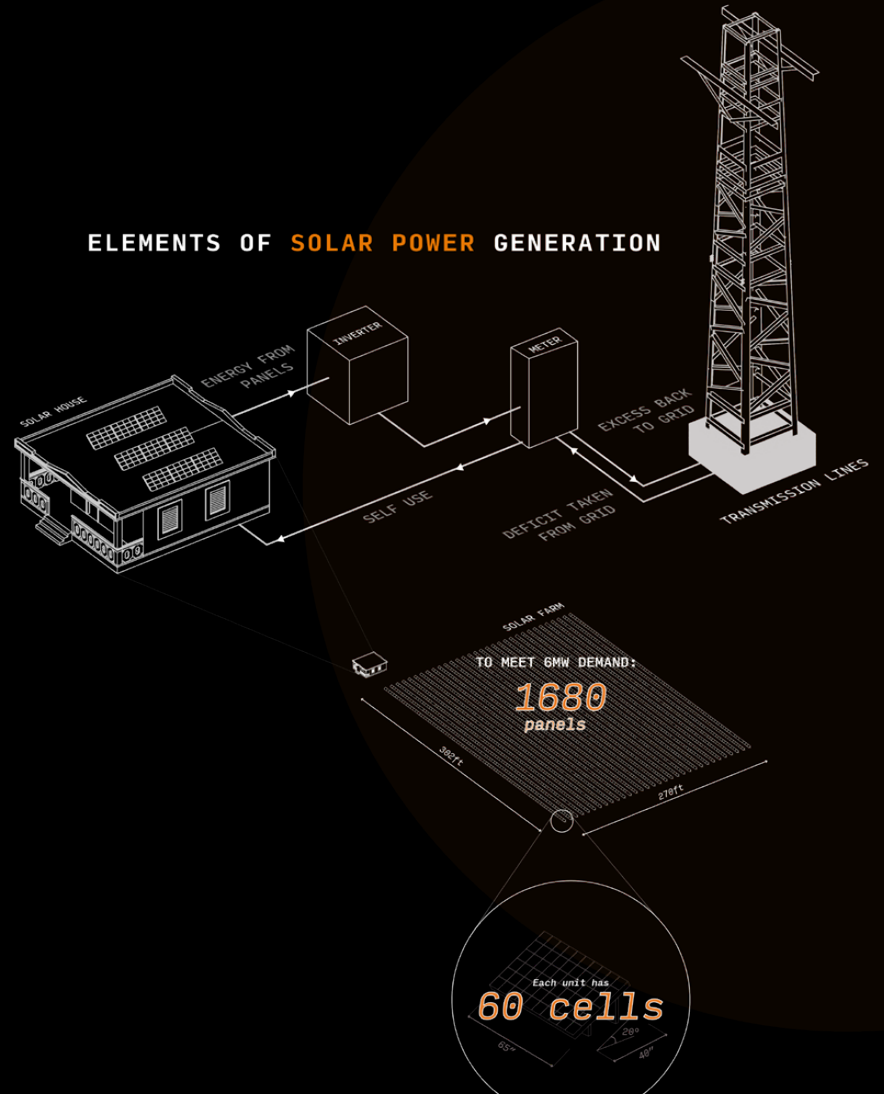 ELEMENTS OF SOLAR POWER GENERATION
INVERTER
METER
ENERGY FROM
PANELS
SOLAR HOUSE
EXCESS BACK
TO GRID
SELF USE
DEFICIT TAKEN
FROM GRID
TRANSMISSION LINES
SOLAR FARM
TO MEET 6MW DEMAND:
1680
panels
302ft
270ft
Each unit has
60 cells
20°
65"
40"